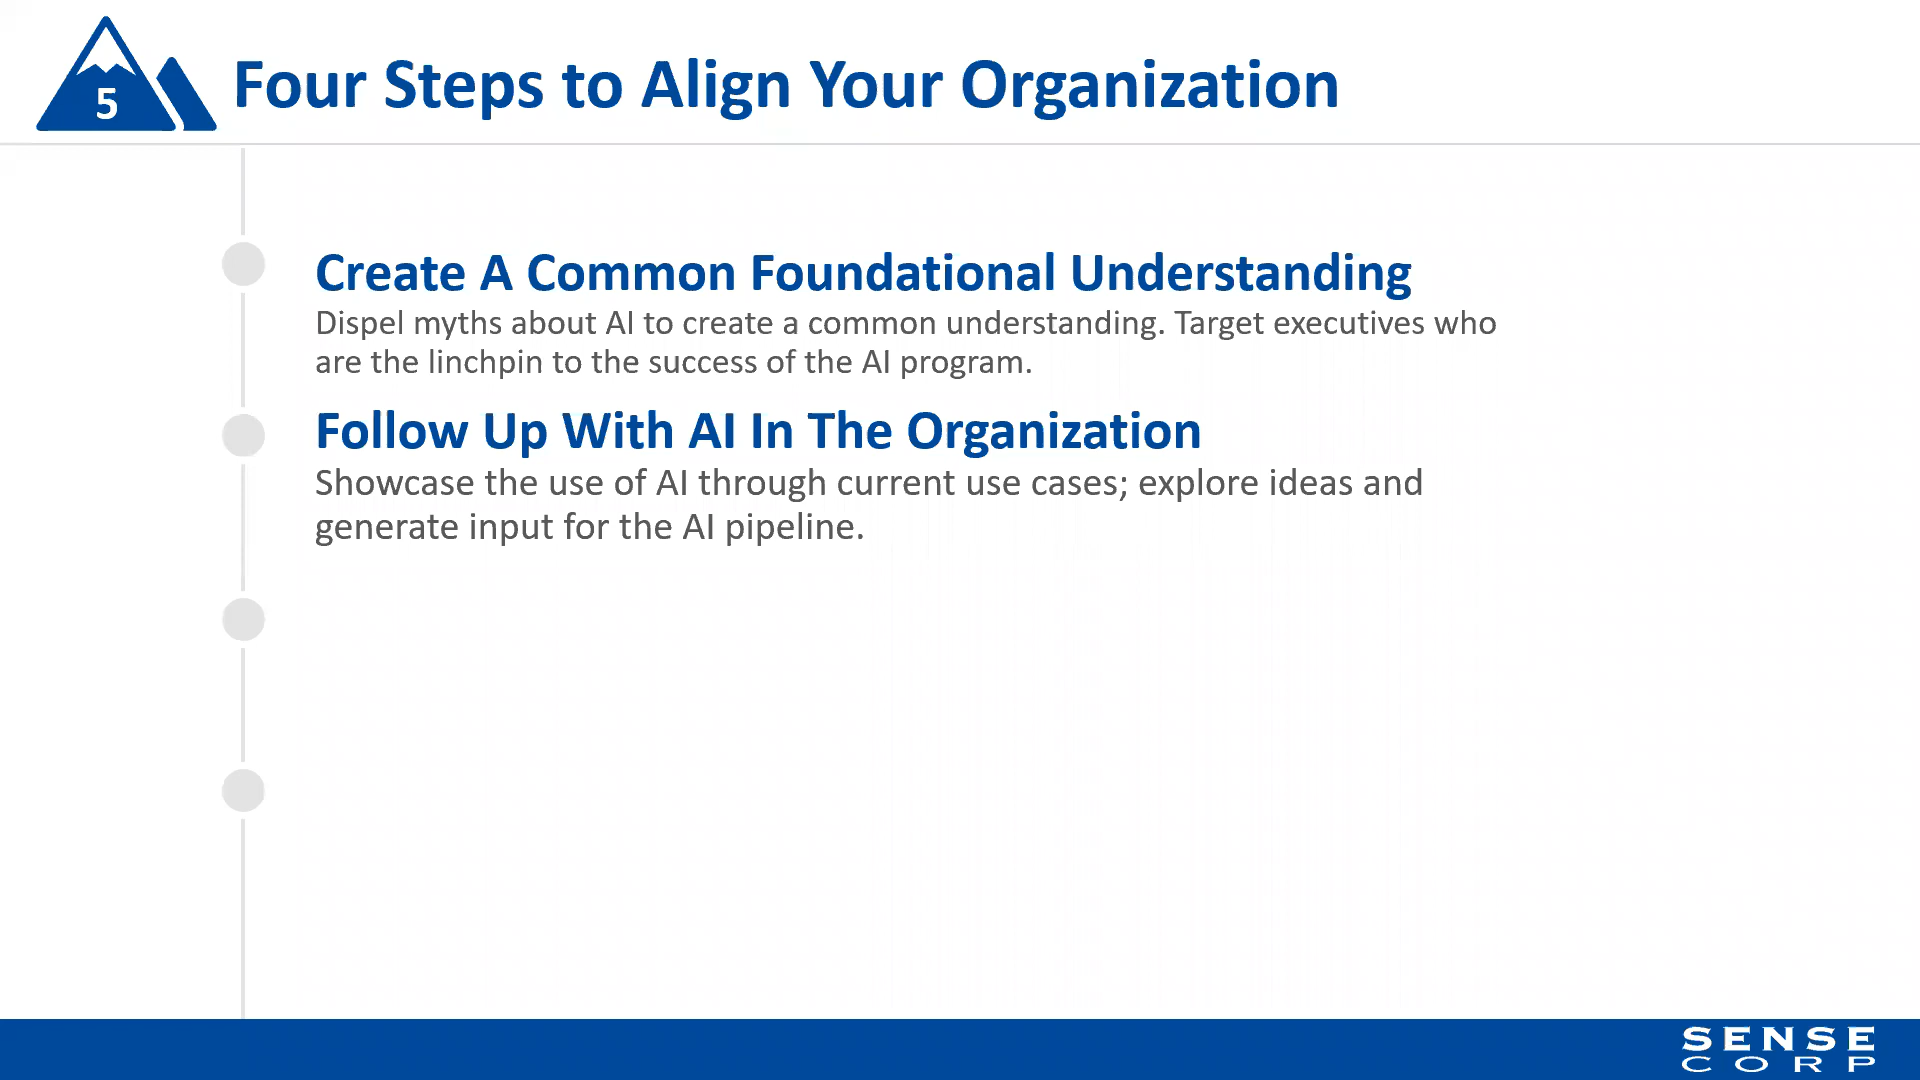 5
Four Steps to Align Your Organization
Create A Common Foundational Understanding
Dispel myths about AI to create a common understanding. Target executives who
are the linchpin to the success of the AI program.
Follow Up With AI In The Organization
Showcase the use of AI through current use cases; explore ideas and
generate input for the AI pipeline.
SENSE
CORP